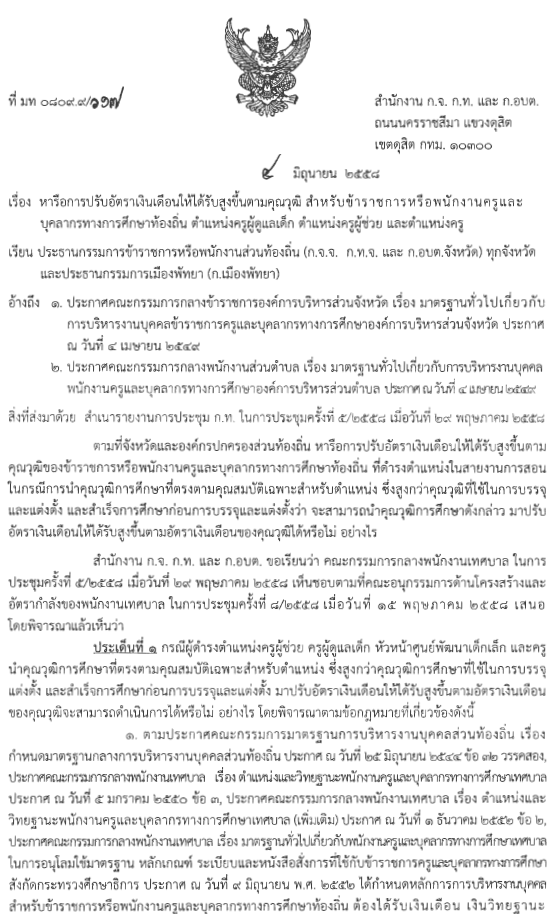 ที่ มท ๐๘๐๙.๙/๖๑๗
สำนักงาน ก.จ. ก.ท. และ ก.อบต.
ถนนนครราชสีมา แขวงดุสิต
เขตดุสิต กทม. ๑๐๓๐๐
๔ มิถุนายน ๒๕๕๘
เรื่อง หารือการปรับอัตราเงินเดือนให้ได้รับสูงขึ้นตามคุณวุฒิ สำหรับข้าราชการหรือพนักงานครูและ
บุคลากรทางการศึกษาท้องถิ่น ตำแหน่งครูผู้ดูแลเด็ก ตำแหน่งครูผู้ช่วย และตำแหน่งครู
เรียน ประธานกรรมการข้าราชการหรือพนักงานส่วนท้องถิ่น (ก.จ.จ. ก.ท.จ. และ ก.อบต.จังหวัด) ทุกจังหวัด
และประธานกรรมการเมืองพัทยา (ก.เมืองพัทยา)
อ้างถึง ๑. ประกาศคณะกรรมการกลางข้าราชการองค์การบริหารส่วนจังหวัด เรื่อง มาตรฐานทั่วไปเกี่ยวกับ
การบริหารงานบุคคลข้าราชการครูและบุคลากรทางการศึกษาองค์การบริหารส่วนจังหวัด ประกาศ
ณ วันที่ ๔ เมษายน ๒๕๔๙
๒. ประกาศคณะกรรมการกลางพนักงานส่วนตำบล เรื่อง มาตรฐานทั่วไปเกี่ยวกับการบริหารงานบุคคล
พนักงานครูและบุคลากรทางการศึกษาองค์การบริหารส่วนตำบล ประกาศ ณ วันที่ ๔ เมษายน ๒๕๔๙
สิ่งที่ส่งมาด้วย สำเนารายงานการประชุม ก.ท. ในการประชุมครั้งที่ ๕/๒๕๕๘ เมื่อวันที่ ๒๙ พฤษภาคม ๒๕๕๘
ตามที่จังหวัดและองค์กรปกครองส่วนท้องถิ่น หารือการปรับอัตราเงินเดือนให้ได้รับสูงขึ้นตาม
คุณวุฒิของข้าราชการหรือพนักงานครูและบุคลากรทางการศึกษาท้องถิ่น ที่ดำรงตำแหน่งในสายงานการสอน
ในกรณีการนำคุณวุฒิการศึกษาที่ตรงตามคุณสมบัติเฉพาะสำหรับตำแหน่ง ซึ่งสูงกว่าคุณวุฒิที่ใช้ในการบรรจุ
และแต่งตั้ง และสำเร็จการศึกษาก่อนการบรรจุและแต่งตั้งว่า จะสามารถนำคุณวุฒิการศึกษาดังกล่าว มาปรับ
อัตราเงินเดือนให้ได้รับสูงขึ้นตามอัตราเงินเดือนของคุณวุฒิได้หรือไม่ อย่างไร
สำนักงาน ก.จ. ก.ท. และ ก.อบต. ขอเรียนว่า คณะกรรมการกลางพนักงานเทศบาล ในการ
ประชุมครั้งที่ ๕/๒๕๕๘ เมื่อวันที่ ๒๙ พฤษภาคม ๒๕๕๘ เห็นชอบตามที่คณะอนุกรรมการด้านโครงสร้างและ
อัตรากำลังของพนักงานเทศบาล ในการประชุมครั้งที่ ๘/๒๕๕๘ เมื่อวันที่ ๑๕ พฤษภาคม ๒๕๕๘ เสนอ
โดยพิจารณาแล้วเห็นว่า
ประเด็นที่ ๑ กรณีผู้ดำรงตำแหน่งครูผู้ช่วย ครูผู้ดูแลเด็ก หัวหน้าศูนย์พัฒนาเด็กเล็ก และครู
นำคุณวุฒิการศึกษาที่ตรงตามคุณสมบัติเฉพาะสำหรับตำแหน่ง ซึ่งสูงกว่าคุณวุฒิการศึกษาที่ใช้ในการบรรจุ
แต่งตั้ง และสำเร็จการศึกษาก่อนการบรรจุและแต่งตั้ง มาปรับอัตราเงินเดือนให้ได้รับสูงขึ้นตามอัตราเงินเดือน
ของคุณวุฒิจะสามารถดำเนินการได้หรือไม่ อย่างไร โดยพิจารณาตามข้อกฎหมายที่เกี่ยวข้องดังนี้
๑. ตามประกาศคณะกรรมการมาตรฐานการบริหารงานบุคคลส่วนท้องถิ่น เรื่อง
กำหนดมาตรฐานกลางการบริหารงานบุคคลส่วนท้องถิ่น ประกาศ ณ วันที่ ๒๕ มิถุนายน ๒๕๔๔ ข้อ ๓๒ วรรคสอง,
ประกาศคณะกรรมการกลางพนักงานเทศบาล เรื่อง ตำแหน่งและวิทยฐานะพนักงานครูและบุคลากรทางการศึกษาเทศบาล
ประกาศ ณ วันที่ ๕ มกราคม ๒๕๕๐ ข้อ ๓, ประกาศคณะกรรมการกลางพนักงานเทศบาล เรื่อง ตำแหน่งและ
วิทยฐานะพนักงานครูและบุคลากรทางการศึกษาเทศบาล (เพิ่มเติม) ประกาศ ณ วันที่ ๑ ธันวาคม ๒๕๕๒ ข้อ ๒,
ประกาศคณะกรรมการกลางพนักงานเทศบาล เรื่อง มาตรฐานทั่วไปเกี่ยวกับพนักงานครูและบุคลากรทางการศึกษาเทศบาล
ในการอนุโลมใช้มาตรฐาน หลักเกณฑ์ ระเบียบและหนังสือสั่งการที่ใช้กับข้าราชการครูและบุคลากรทางการศึกษา
สังกัดกระทรวงศึกษาธิการ ประกาศ ณ วันที่ ๙ มิถุนายน พ.ศ. ๒๕๕๒ ได้กำหนดหลักการการบริหารงานบุคคล
สำหรับข้าราชการหรือพนักงานครูและบุคลากรทางการศึกษาท้องถิ่น ต้องได้รับเงินเดือน เงินวิทยฐานะ